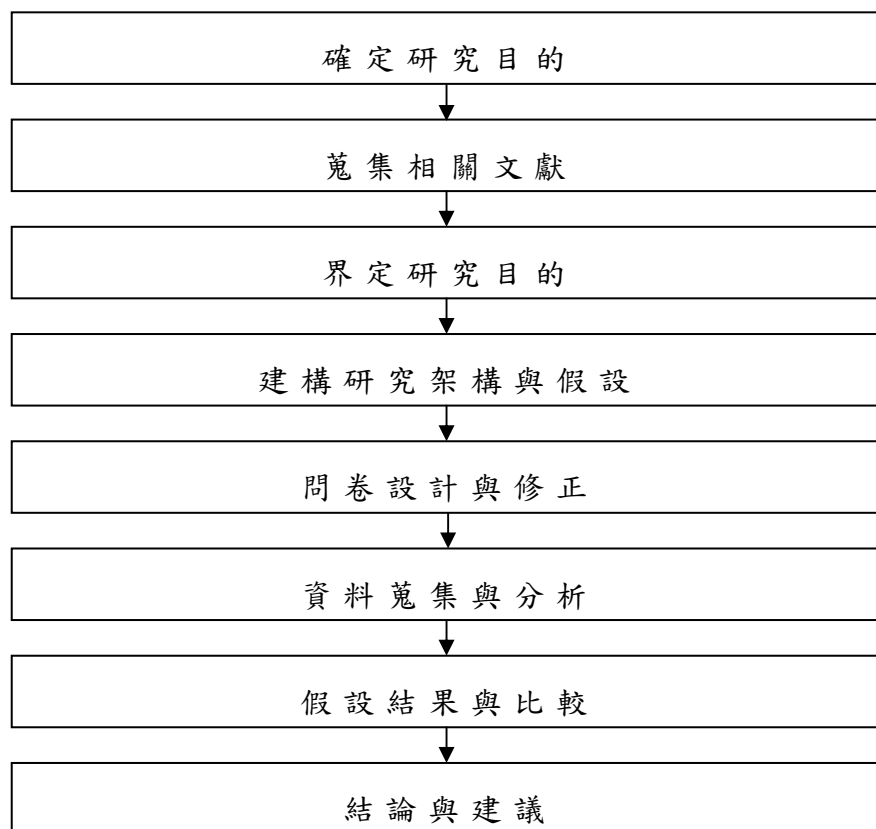 確定研究目的
蒐集相關文獻
界定研究目的
建構研究架構與假設
問卷設計與修正
資料蒐集與分析
假設結果與比較
結論與建議